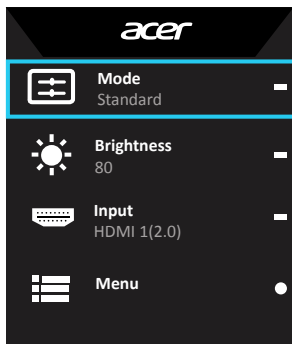 acer
Mode
Standard
Brightness
80
Input
HDMI 1(2.0)
Menu